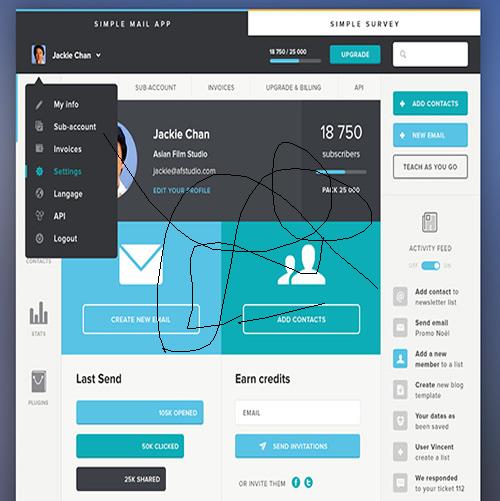 SIMPLE MAIL APP
SIMPLE SURVEY
Jackie Chan
18 750 / 25 000
UPGRADE
SUB-ACCOUNT
INVOICES
UPGRADE & BILLING
API
My info
Sub-account
Invoices
Settings
Langage
API
Logout
Jackie Chan
Asian Film Studio
jackie@afstudio.com
EDIT YOUR PROFILE
18 750
subscribers
PACK 25 000
ADD CONTACTS
NEW EMAIL
TEACH AS YOU GO
CONTACTS
STATS
PLUGINS
CREATE NEW EMAIL
ADD CONTACTS
ACTIVITY FEED
OFF
ON
Add contact to
newsletter list
Send email
Promo Noël
Add a new
member to a list
Create new blog
template
Your datas as
been saved
User Vincent
create a list
We responded
to your ticket 112
Last Send
105K OPENED
50K CLICKED
25K SHARED
Earn credits
EMAIL
SEND INVITATIONS
OR INVITE THEM